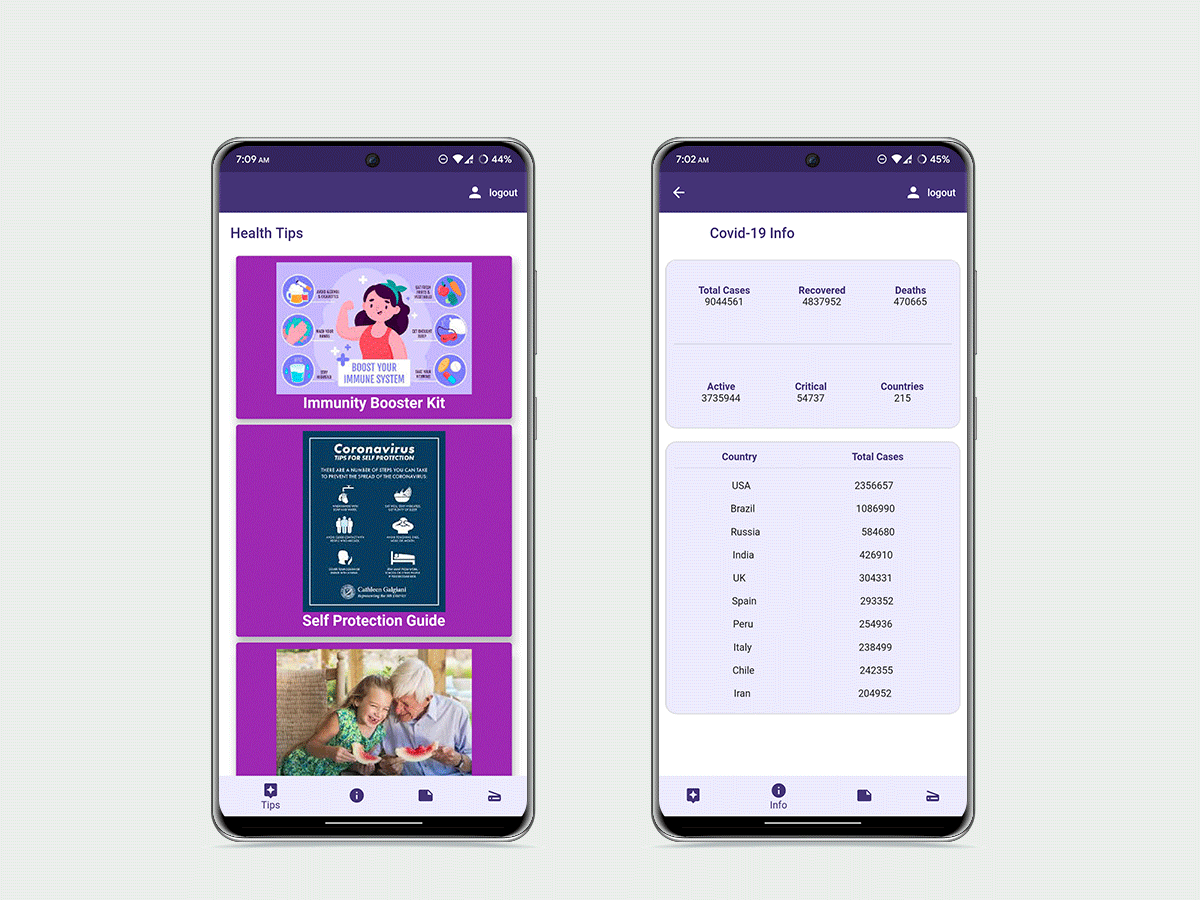 7:09 AM
44%
logout
Health Tips
AVOID ALCOHOL
& CIGARETTES
EAT FRESH
FRUITS &
VEGETABLES
WASH YOUR
HANDS
STAY
HYDRATED
TAKE YOUR
VITAMINS
BOOST YOUR
IMMUNE SYSTEM
Immunity Booster Kit
Coronavirus
TIPS FOR SELF PROTECTION
THERE ARE A NUMBER OF STEPS YOU CAN TAKE
TO PREVENT THE SPREAD OF THE CORONAVIRUS:
Cathleen Galgiani
Self Protection Guide
Tips
7:02 AM
45%
logout
Covid-19 Info
Total Cases Recovered Deaths
9044561 4837952 470665
Active Critical Countries
3735944 54737 215
Country Total Cases
USA 2356657
Brazil 1086990
Russia 584680
India 426910
UK 304331
Spain 293352
Peru 254936
Italy 238499
Chile 242355
Iran 204952
Info